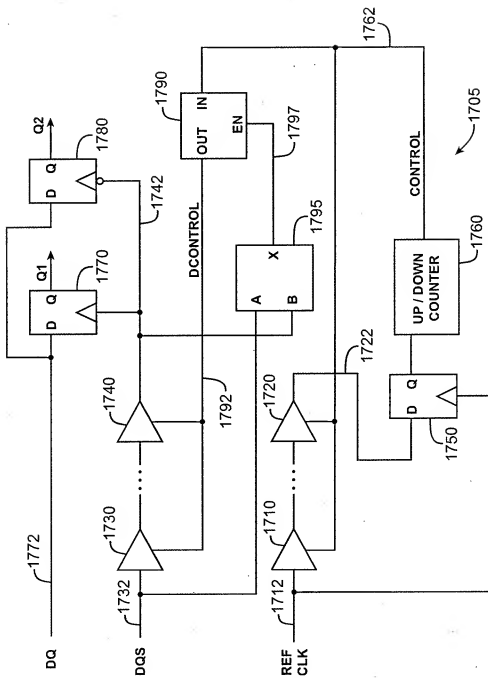 1762
1790
Q2
1780
1797
1705
IN
OUT
EN
D Q
1742
CONTROL
DCONTROL
1795
1760
Q1
1770
X
A
B
UP / DOWN
COUNTER
D Q
1722
1740
1720
D Q
1792
1750
1772
1730
1710
1732
1712
DQ
DQS
REF
CLK